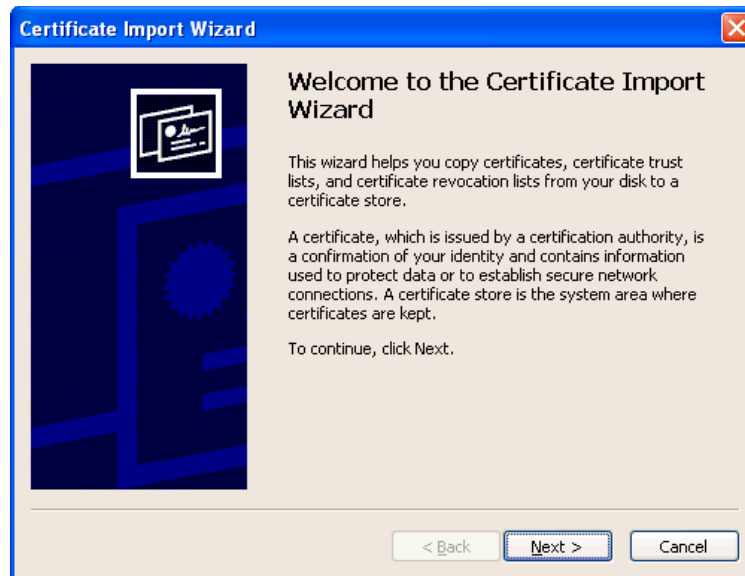 Certificate Import Wizard
Welcome to the Certificate Import
Wizard
This wizard helps you copy certificates, certificate trust
lists, and certificate revocation lists from your disk to a
certificate store.
A certificate, which is issued by a certification authority, is
a confirmation of your identity and contains information
used to protect data or to establish secure network
connections. A certificate store is the system area where
certificates are kept.
To continue, click Next.
< Back Next > Cancel